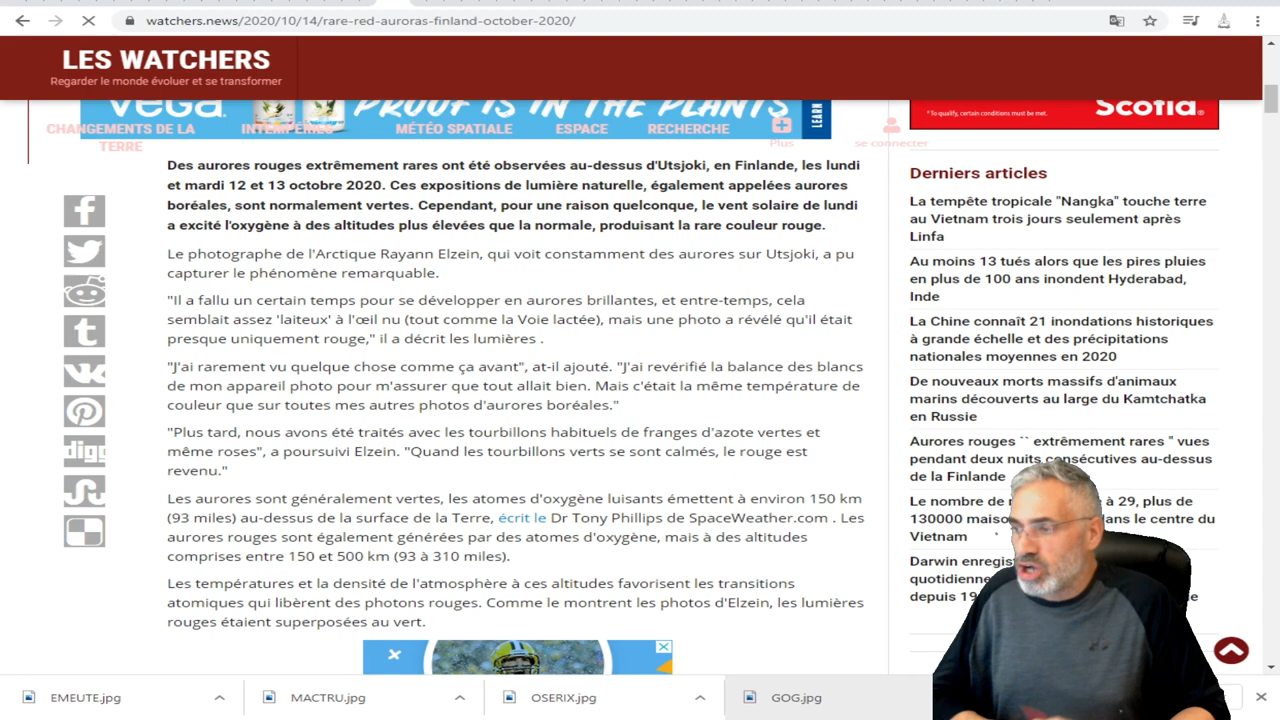 watchers.news/2020/10/14/rare-red-auroras-finland-october-2020/
LES WATCHERS
Regarder le monde évoluer et se transformer
vega PROOF IS IN THE PLANTS LEARN
CHANGEMENTS DE LA TERRE
INTEMPÉRIES
MÉTÉO SPATIALE
ESPACE
RECHERCHE
Plus
se connecter
Scotia
*To qualify, certain conditions must be met.
Des aurores rouges extrêmement rares ont été observées au-dessus d'Utsjoki, en Finlande, les lundi
et mardi 12 et 13 octobre 2020. Ces expositions de lumière naturelle, également appelées aurores
boréales, sont normalement vertes. Cependant, pour une raison quelconque, le vent solaire de lundi
a excité l'oxygène à des altitudes plus élevées que la normale, produisant la rare couleur rouge.
Le photographe de l'Arctique Rayann Elzein, qui voit constamment des aurores sur Utsjoki, a pu
capturer le phénomène remarquable.
"Il a fallu un certain temps pour se développer en aurores brillantes, et entre-temps, cela
semblait assez 'laiteux' à l'œil nu (tout comme la Voie lactée), mais une photo a révélé qu'il était
presque uniquement rouge," il a décrit les lumières .
"J'ai rarement vu quelque chose comme ça avant", at-il ajouté. "J'ai revérifié la balance des blancs
de mon appareil photo pour m'assurer que tout allait bien. Mais c'était la même température de
couleur que sur toutes mes autres photos d'aurores boréales."
"Plus tard, nous avons été traités avec les tourbillons habituels de franges d'azote vertes et
même roses", a poursuivi Elzein. "Quand les tourbillons verts se sont calmés, le rouge est
revenu."
Les aurores sont généralement vertes, les atomes d'oxygène luisants émettent à environ 150 km
(93 miles) au-dessus de la surface de la Terre, écrit le Dr Tony Phillips de SpaceWeather.com . Les
aurores rouges sont également générées par des atomes d'oxygène, mais à des altitudes
comprises entre 150 et 500 km (93 à 310 miles).
Les températures et la densité de l'atmosphère à ces altitudes favorisent les transitions
atomiques qui libèrent des photons rouges. Comme le montrent les photos d'Elzein, les lumières
rouges étaient superposées au vert.
Derniers articles
La tempête tropicale "Nangka" touche terre
au Vietnam trois jours seulement après
Linfa
Au moins 13 tués alors que les pires pluies
en plus de 100 ans inondent Hyderabad,
Inde
La Chine connaît 21 inondations historiques
à grande échelle et des précipitations
nationales moyennes en 2020
De nouveaux morts massifs d'animaux
marins découverts au large du Kamtchatka
en Russie
Aurores rouges `` extrêmement rares '' vues
pendant deux nuits consécutives au-dessus
de la Finlande
Le nombre de à 29, plus de
130000 dans le centre du
Vietnam
Darwin
depuis
digg
EMEUTE.jpg
MACTRU.jpg
OSERIX.jpg
GOG.jpg